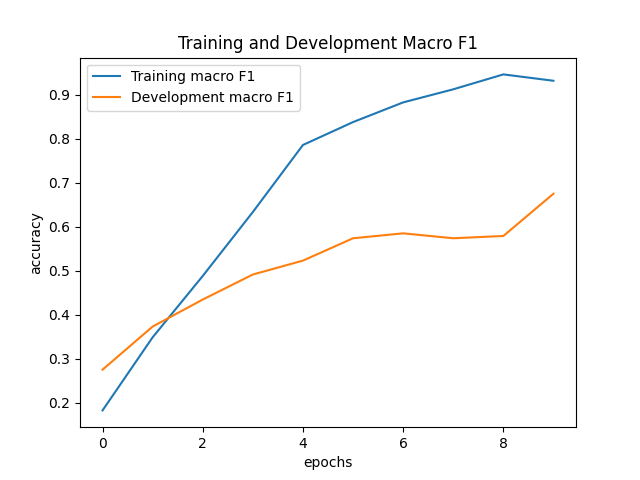 Training and Development Macro F1
Training macro F1
Development macro F1
accuracy
0.9
0.8
0.7
0.6
0.5
0.4
0.3
0.2
0 2 4 6 8
epochs